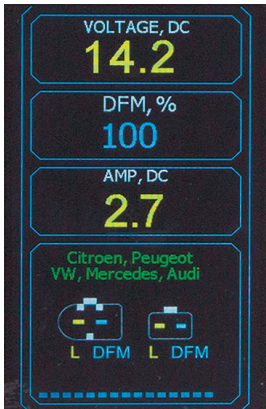 VOLTAGE, DC
14.2
DFM, %
100
AMP, DC
2.7
Citroen, Peugeot
VW, Mercedes, Audi
L DFM L DFM